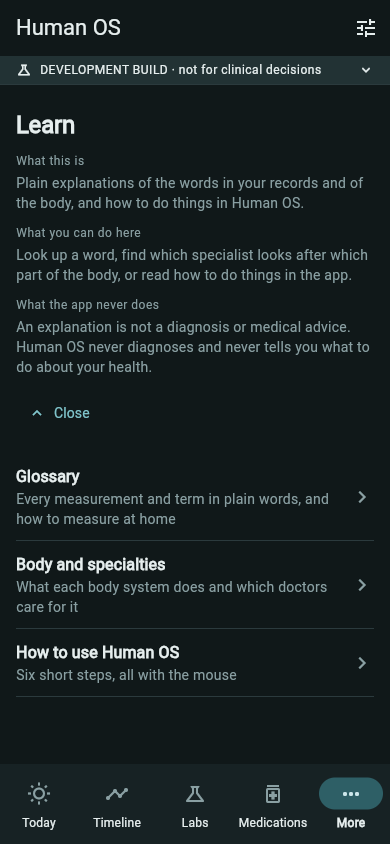 Human OS
DEVELOPMENT BUILD · not for clinical decisions
Learn
What this is
Plain explanations of the words in your records and of
the body, and how to do things in Human OS.
What you can do here
Look up a word, find which specialist looks after which
part of the body, or read how to do things in the app.
What the app never does
An explanation is not a diagnosis or medical advice.
Human OS never diagnoses and never tells you what to
do about your health.
Close
Glossary
Every measurement and term in plain words, and
how to measure at home
Body and specialties
What each body system does and which doctors
care for it
How to use Human OS
Six short steps, all with the mouse
Today
Timeline
Labs
Medications
More